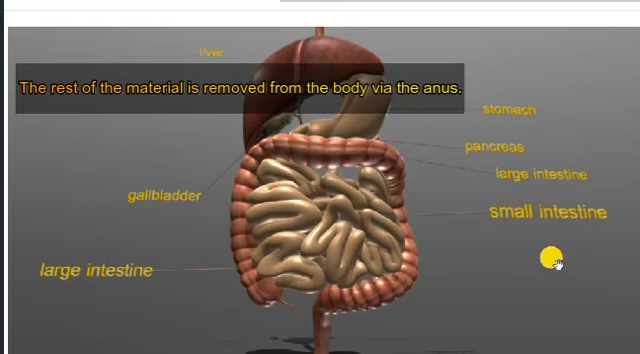 liver
The rest of the material is removed from the body via the anus.
stomach
pancreas
large intestine
gallbladder
small intestine
large intestine